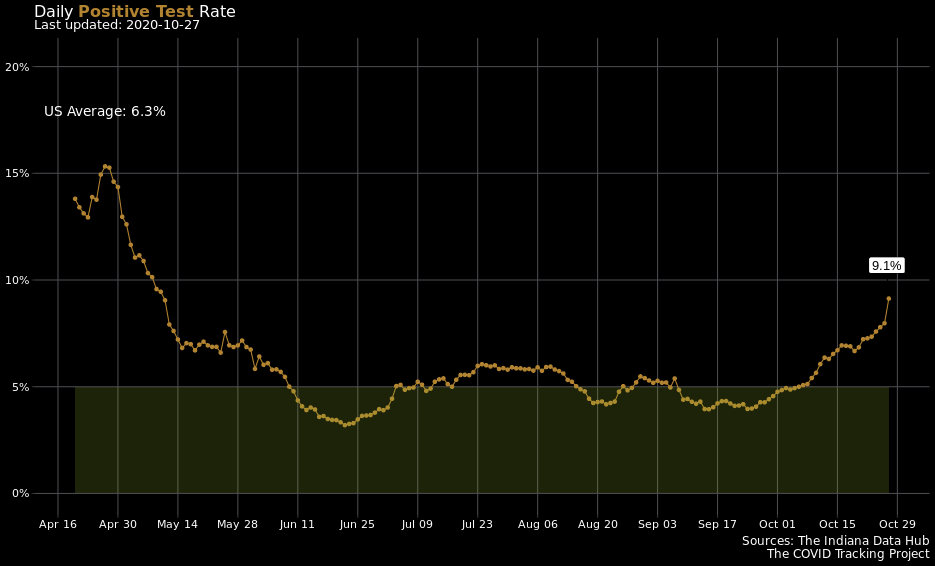 Daily Positive Test Rate
Last updated: 2020-10-27
20%
US Average: 6.3%
15%
9.1%
10%
5%
0%
Apr 16 Apr 30 May 14 May 28 Jun 11 Jun 25 Jul 09 Jul 23 Aug 06 Aug 20 Sep 03 Sep 17 Oct 01 Oct 15 Oct 29
Sources: The Indiana Data Hub
The COVID Tracking Project